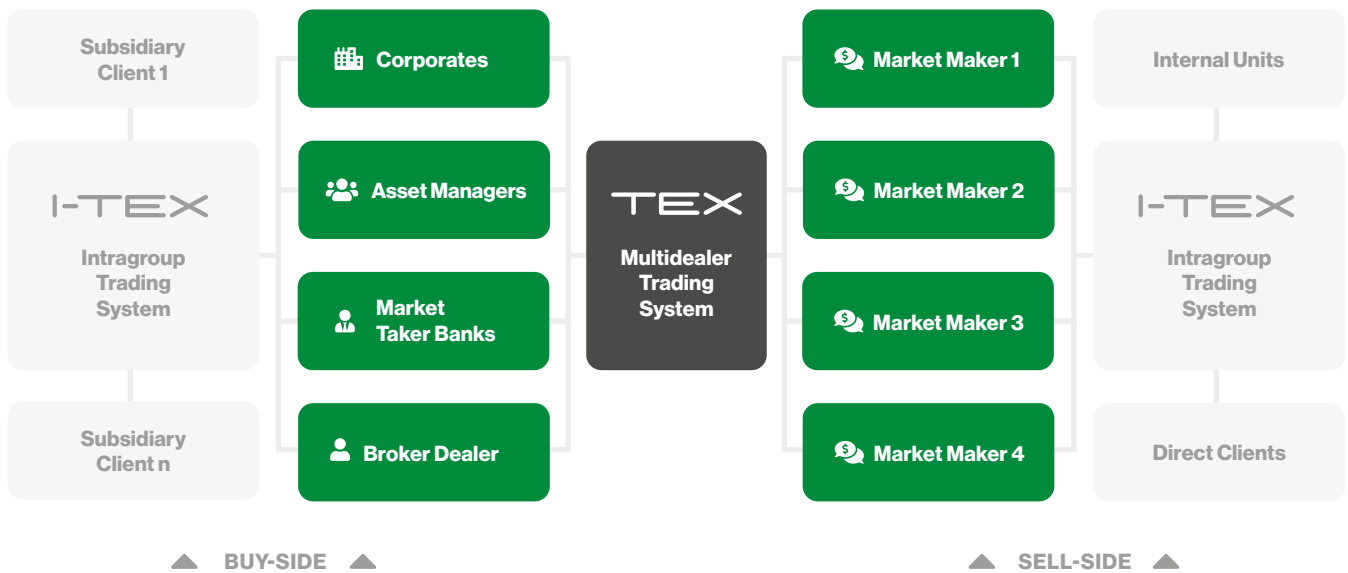 Subsidiary
Client 1
I-TEX
Intragroup
Trading
System
Subsidiary
Client n
Corporates
Asset Managers
Market
Taker Banks
Broker Dealer
TEX
Multidealer
Trading
System
Market Maker 1
Market Maker 2
Market Maker 3
Market Maker 4
Internal Units
I-TEX
Intragroup
Trading
System
Direct Clients
BUY-SIDE
SELL-SIDE